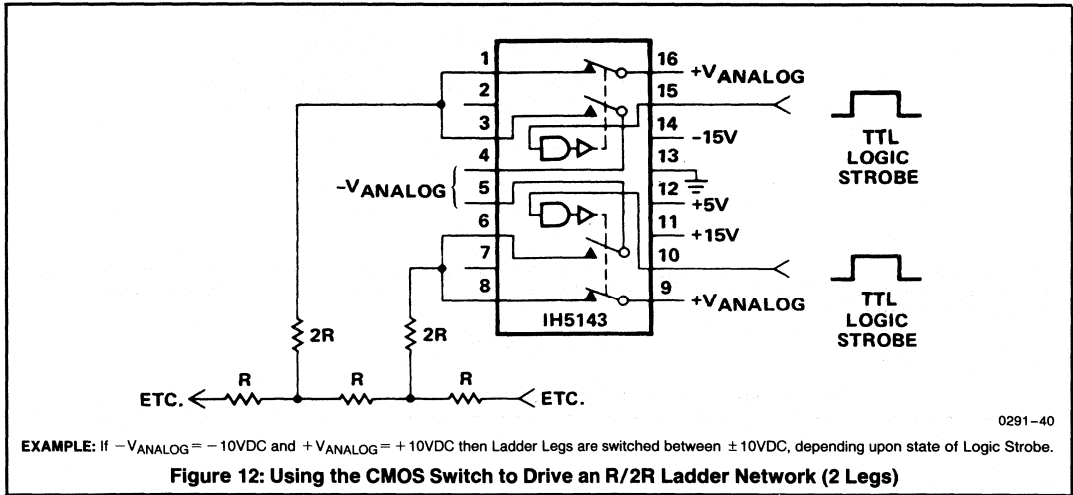 1
2
3
4
5
6
7
8
16
15
14
13
12
11
10
9
+VANALOG
-15V
+5V
+15V
+VANALOG
-VANALOG
IH5143
TTL
LOGIC
STROBE
TTL
LOGIC
STROBE
2R
2R
R
R
R
ETC.
ETC.
0291-40
EXAMPLE: If −VANALOG = −10VDC and +VANALOG = +10VDC then Ladder Legs are switched between ±10VDC, depending upon state of Logic Strobe.
Figure 12: Using the CMOS Switch to Drive an R/2R Ladder Network (2 Legs)